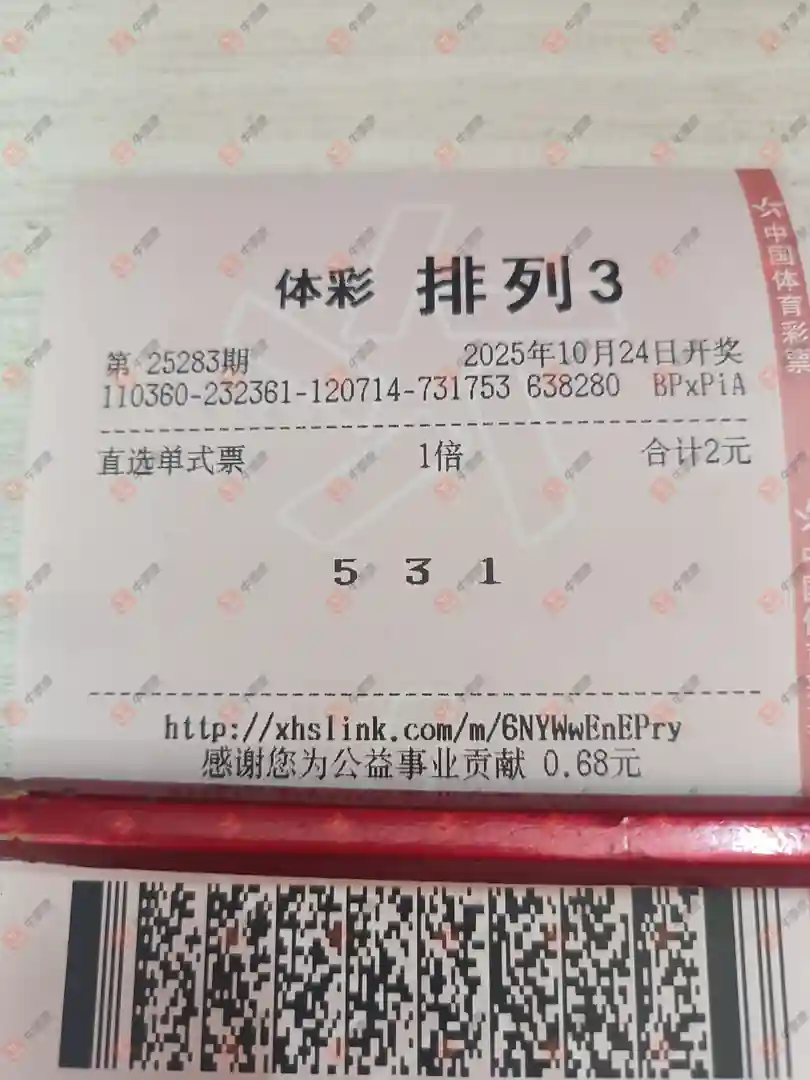 体彩 排列3
第 25283期 2025年10月24日开奖
110360-232361-120714-731753 638280 BPxPiA
直选单式票 1倍 合计2元
5 3 1
http://xhslink.com/m/6NYWwEnEPry
感谢您为公益事业贡献 0.68元
中国体育彩票